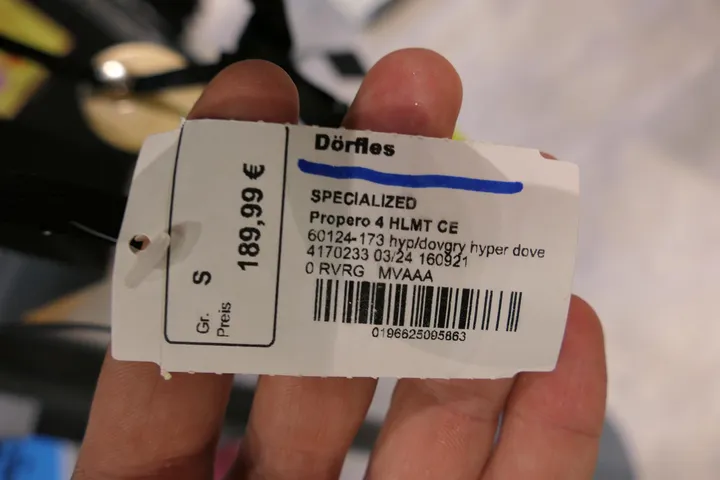 Dörfles
SPECIALIZED
Propero 4 HLMT CE
60124-173 hyp/dovgry hyper dove
4170233 03/24 160921
0 RVRG MVAAA
0196625095663
Gr. S
Preis 189,99 €